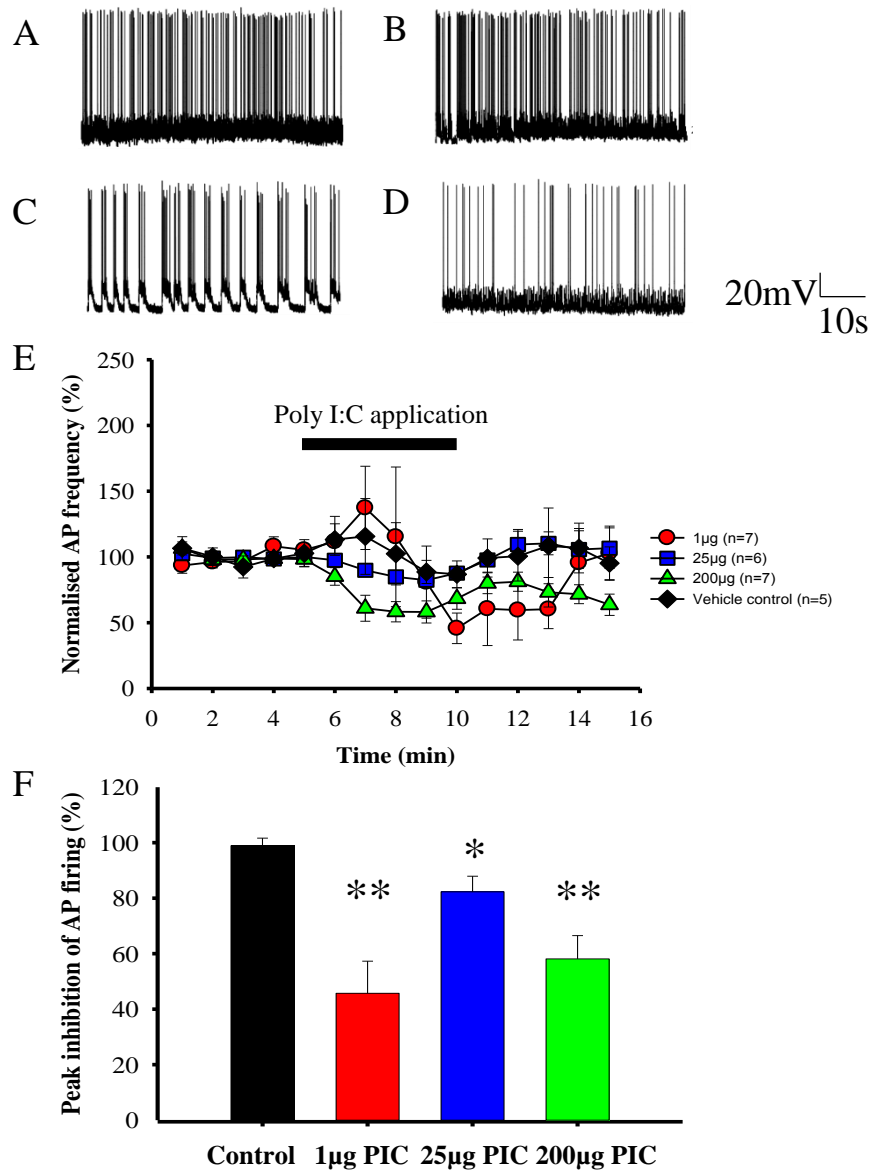 A
B
C
D
20mV
10s
E
Normalised AP frequency (%)
250
200
150
100
50
0
Poly I:C application
1µg (n=7)
25µg (n=6)
200µg (n=7)
Vehicle control (n=5)
0 2 4 6 8 10 12 14 16
Time (min)
F
Peak inhibition of AP firing (%)
120
100
80
60
40
20
0
**
*
**
Control 1µg PIC 25µg PIC 200µg PIC